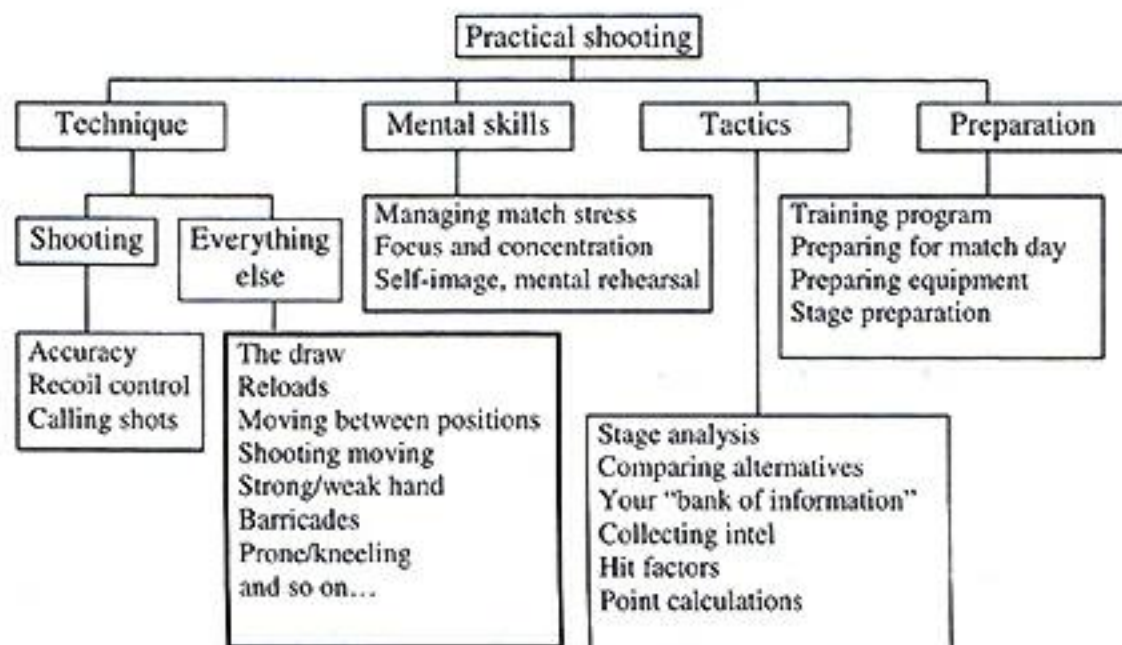 Practical shooting
Technique
Mental skills
Tactics
Preparation
Shooting
Everything
else
Managing match stress
Focus and concentration
Self-image, mental rehearsal
Training program
Preparing for match day
Preparing equipment
Stage preparation
Accuracy
Recoil control
Calling shots
The draw
Reloads
Moving between positions
Shooting moving
Strong/weak hand
Barricades
Prone/kneeling
and so on...
Stage analysis
Comparing alternatives
Your “bank of information”
Collecting intel
Hit factors
Point calculations